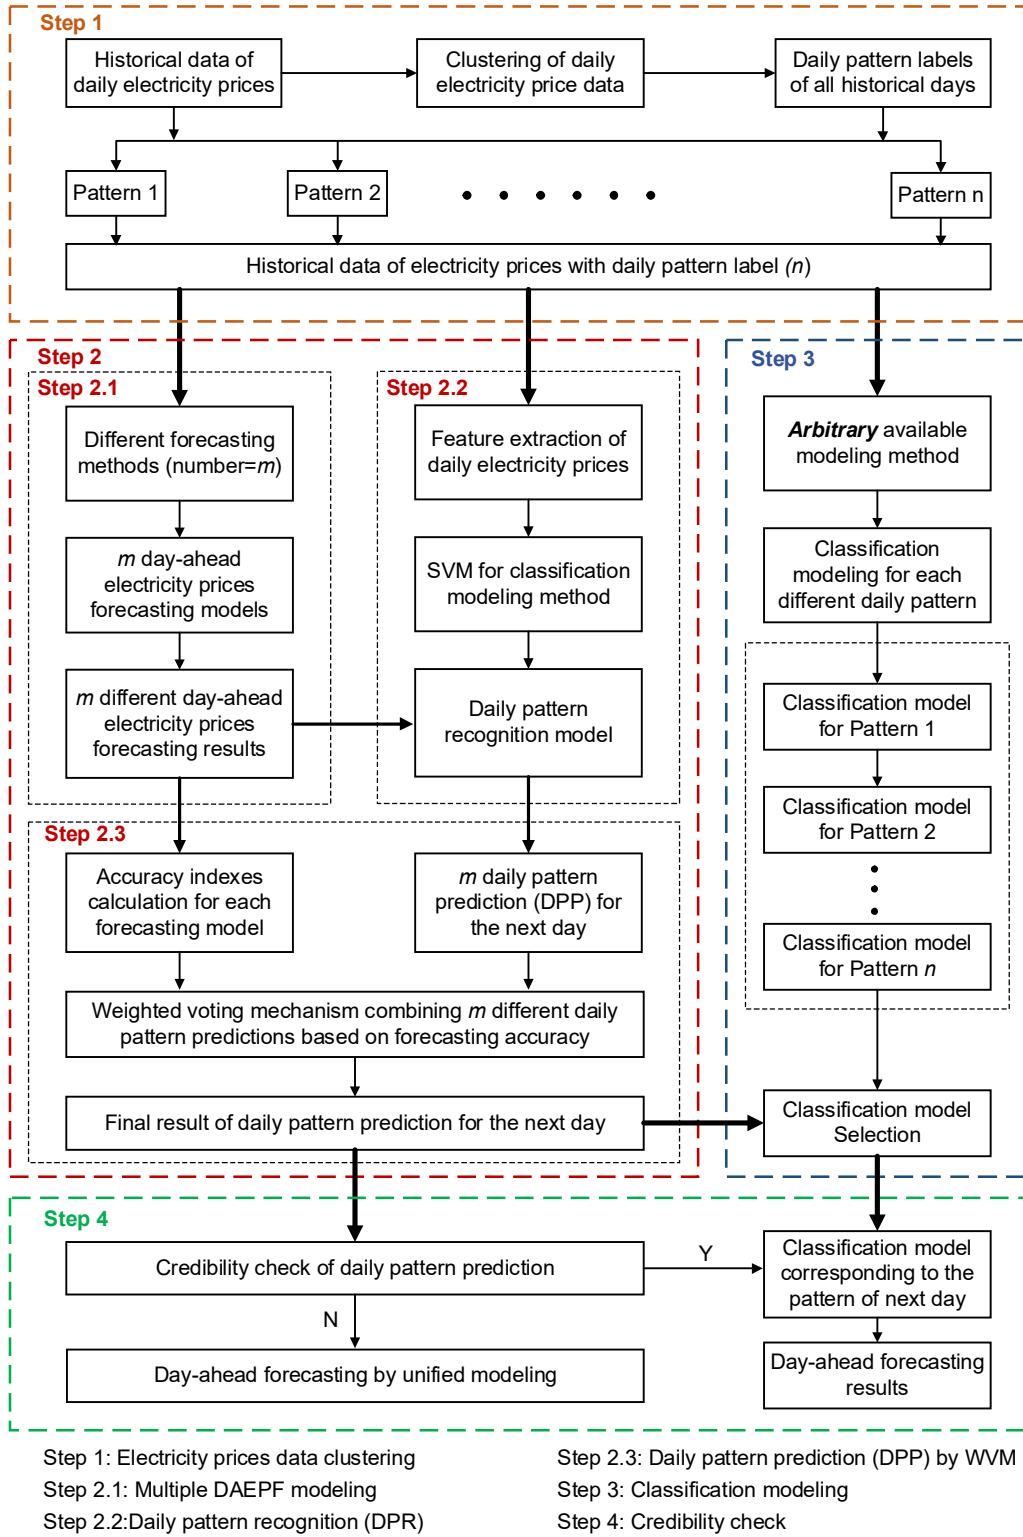 Step 1
Historical data of
daily electricity prices
Clustering of daily
electricity price data
Daily pattern labels
of all historical days
Pattern 1
Pattern 2
Pattern n
Historical data of electricity prices with daily pattern label (n)
Step 2
Step 2.1
Different forecasting
methods (number=m)
m day-ahead
electricity prices
forecasting models
m different day-ahead
electricity prices
forecasting results
Step 2.2
Feature extraction of
daily electricity prices
SVM for classification
modeling method
Daily pattern
recognition model
Step 2.3
Accuracy indexes
calculation for each
forecasting model
m daily pattern
prediction (DPP) for
the next day
Weighted voting mechanism combining m different daily
pattern predictions based on forecasting accuracy
Final result of daily pattern prediction for the next day
Step 3
Arbitrary available
modeling method
Classification
modeling for each
different daily pattern
Classification model
for Pattern 1
Classification model
for Pattern 2
Classification model
for Pattern n
Classification model
Selection
Step 4
Credibility check of daily pattern prediction
Y
N
Day-ahead forecasting by unified modeling
Classification model
corresponding to the
pattern of next day
Day-ahead forecasting
results
Step 1: Electricity prices data clustering
Step 2.1: Multiple DAEPF modeling
Step 2.2:Daily pattern recognition (DPR)
Step 2.3: Daily pattern prediction (DPP) by WVM
Step 3: Classification modeling
Step 4: Credibility check